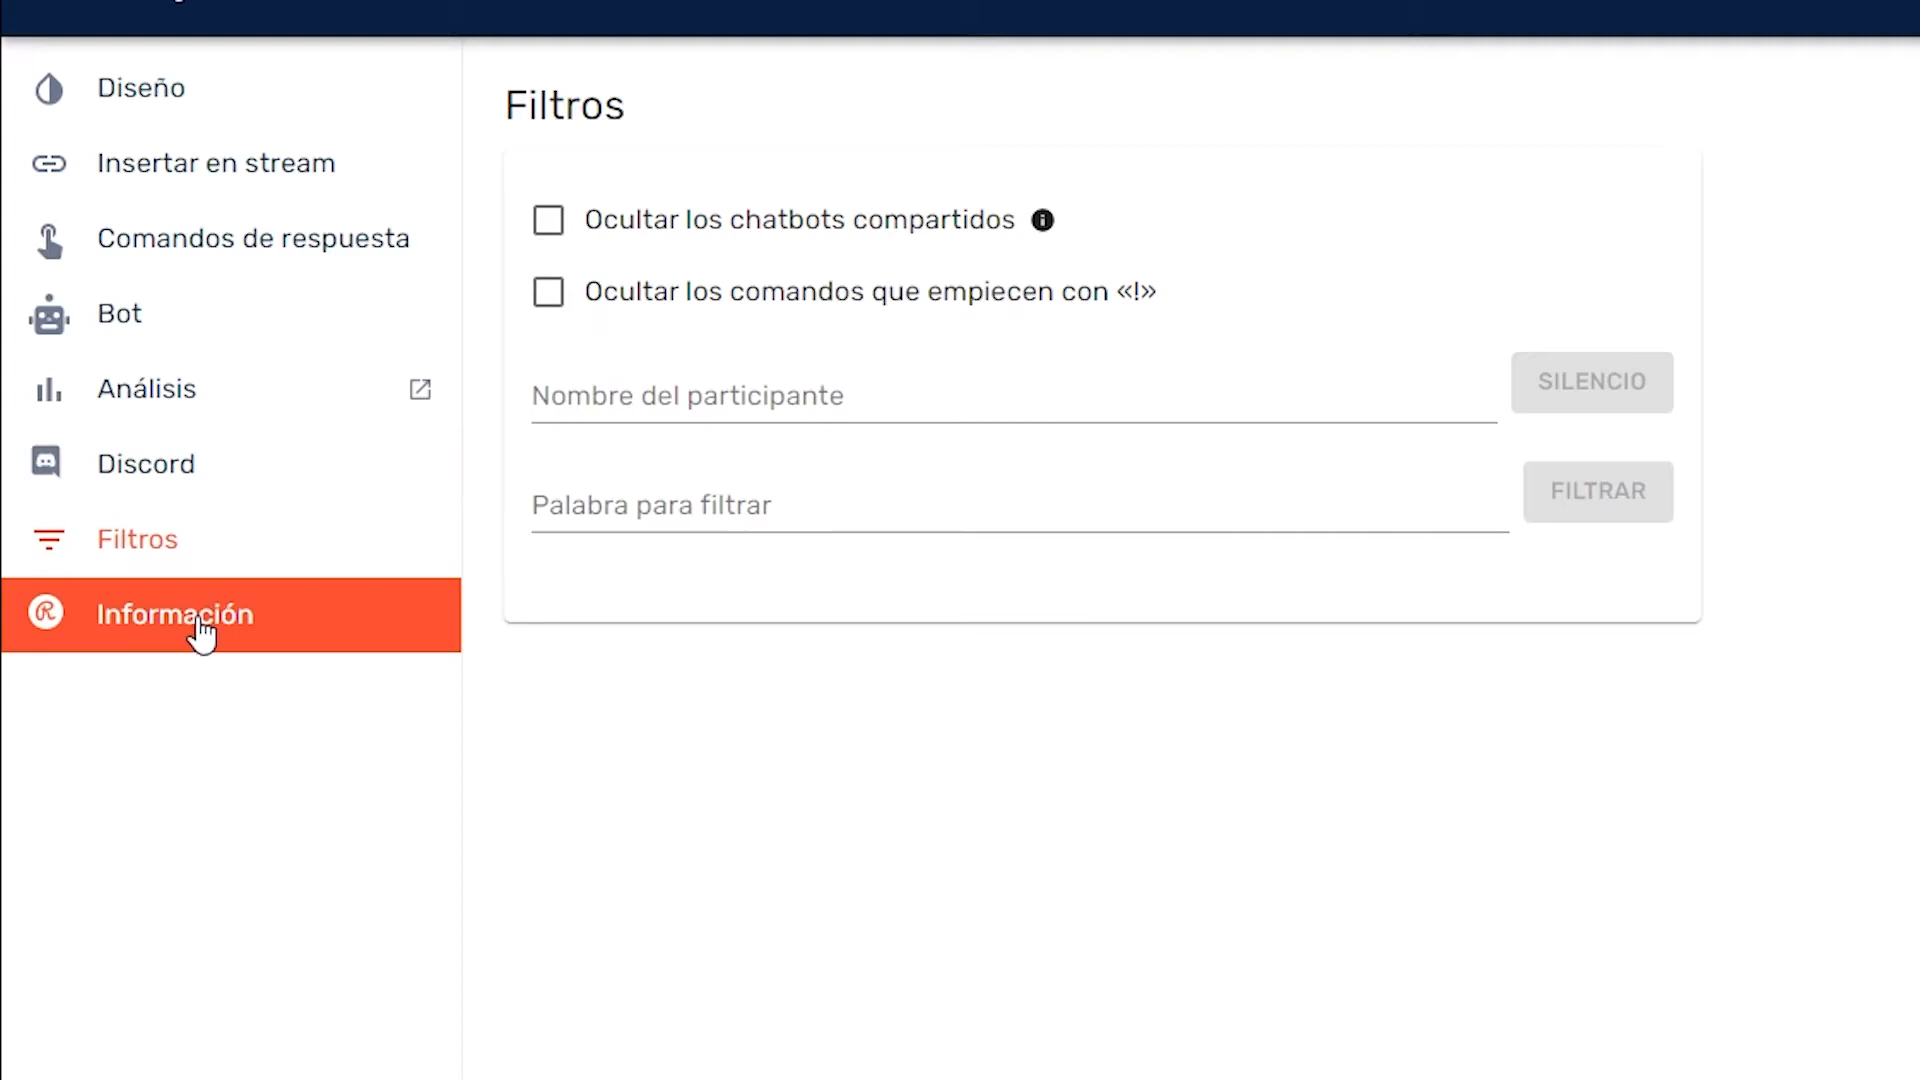 Diseño
Insertar en stream
Comandos de respuesta
Bot
Análisis
Discord
Filtros
Información
Filtros
Ocultar los chatbots compartidos
Ocultar los comandos que empiecen con «!»
Nombre del participante
SILENCIO
Palabra para filtrar
FILTRAR